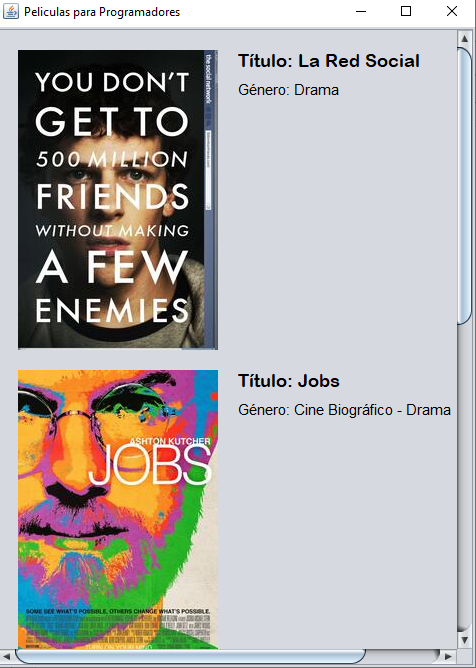 Peliculas para Programadores
YOU DON'T
GET TO
500 MILLION
FRIENDS
WITHOUT MAKING
A FEW
ENEMIES
the social network
Título: La Red Social
Género: Drama
ASHTON KUTCHER
JOBS
SOME SEE WHAT'S POSSIBLE, OTHERS CHANGE WHAT'S POSSIBLE.
Título: Jobs
Género: Cine Biográfico - Drama